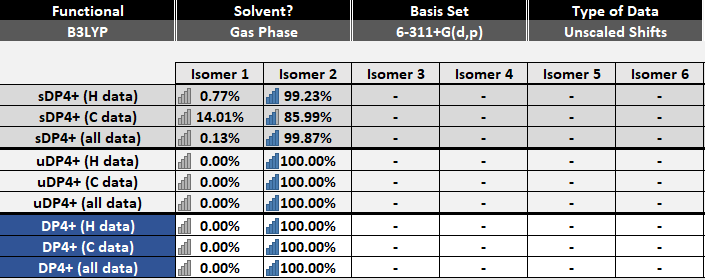 Functional Solvent? Basis Set Type of Data
B3LYP Gas Phase 6-311+G(d,p) Unscaled Shifts
Isomer 1 Isomer 2 Isomer 3 Isomer 4 Isomer 5 Isomer 6
sDP4+ (H data) 0.77% 99.23% - - - -
sDP4+ (C data) 14.01% 85.99% - - - -
sDP4+ (all data) 0.13% 99.87% - - - -
uDP4+ (H data) 0.00% 100.00% - - - -
uDP4+ (C data) 0.00% 100.00% - - - -
uDP4+ (all data) 0.00% 100.00% - - - -
DP4+ (H data) 0.00% 100.00% - - - -
DP4+ (C data) 0.00% 100.00% - - - -
DP4+ (all data) 0.00% 100.00% - - - -